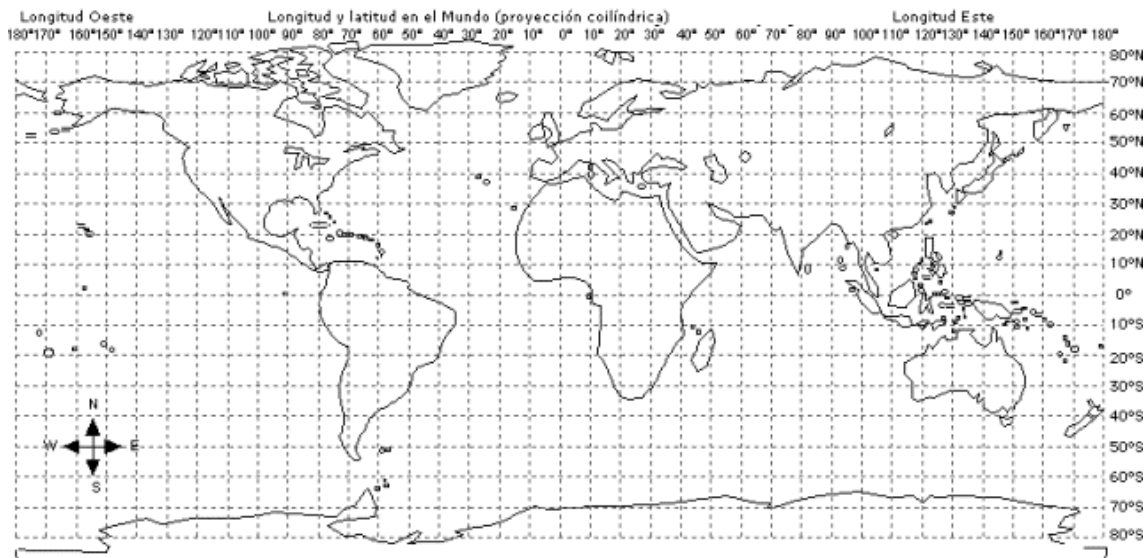 Longitud Oeste Longitud y latitud en el Mundo (proyección coilíndrica) Longitud Este
180°170° 160°150°140°130° 120°110°100° 90° 80° 70° 60° 50° 40° 30° 20° 10° 0° 10° 20° 30° 40° 50° 60° 70° 80° 90° 100° 110° 120° 130° 140° 150°160°170° 180°
80°N
70°N
60°N
50°N
40°N
30°N
20°N
10°N
0°
10°S
20°S
30°S
N
40°S
W E 50°S
S
60°S
70°S
80°S